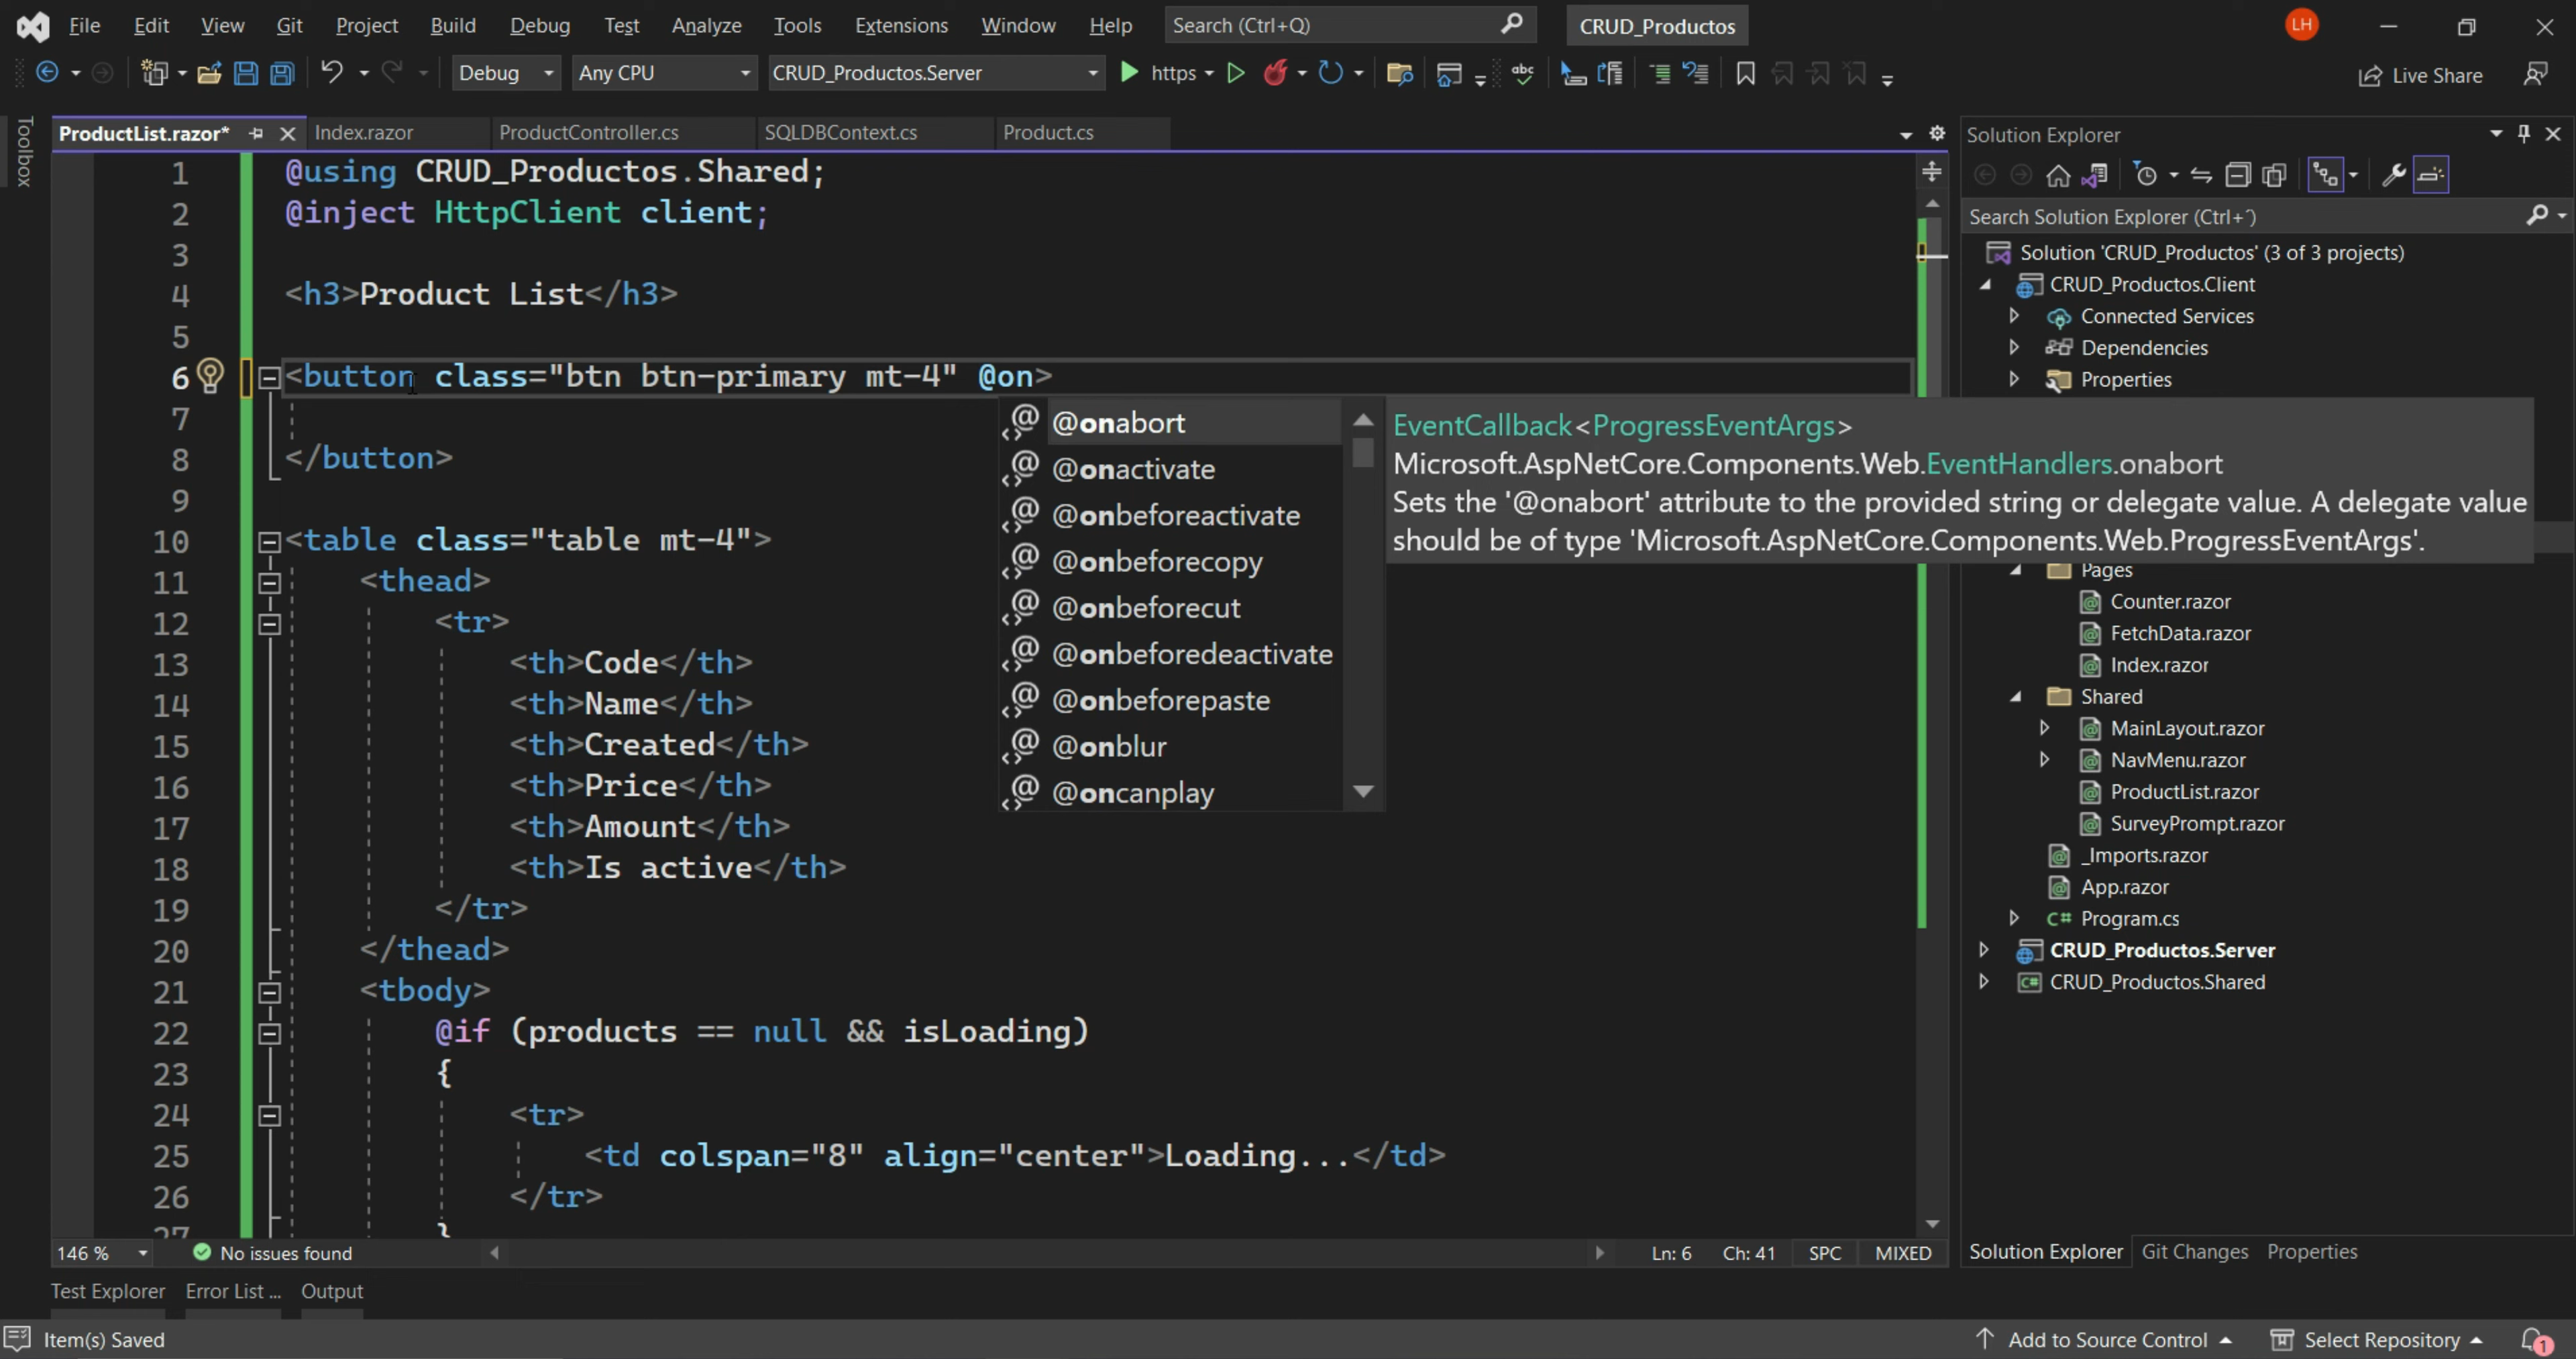 File Edit View Git Project Build Debug Test Analyze Tools Extensions Window Help Search (Ctrl+Q) CRUD_Productos LH
Debug Any CPU CRUD_Productos.Server https abc Live Share
Toolbox
ProductList.razor* Index.razor ProductController.cs SQLDBContext.cs Product.cs
1 @using CRUD_Productos.Shared;
2 @inject HttpClient client;
3
4 <h3>Product List</h3>
5
6 <button class="btn btn-primary mt-4" @on>
7
8 </button>
9
10 <table class="table mt-4">
11 <thead>
12 <tr>
13 <th>Code</th>
14 <th>Name</th>
15 <th>Created</th>
16 <th>Price</th>
17 <th>Amount</th>
18 <th>Is active</th>
19 </tr>
20 </thead>
21 <tbody>
22 @if (products == null && isLoading)
23 {
24 <tr>
25 <td colspan="8" align="center">Loading...</td>
26 </tr>
27 }
@onabort
@onactivate
@onbeforeactivate
@onbeforecopy
@onbeforecut
@onbeforedeactivate
@onbeforepaste
@onblur
@oncanplay
EventCallback<ProgressEventArgs>
Microsoft.AspNetCore.Components.Web.EventHandlers.onabort
Sets the '@onabort' attribute to the provided string or delegate value. A delegate value
should be of type 'Microsoft.AspNetCore.Components.Web.ProgressEventArgs'.
Solution Explorer
Search Solution Explorer (Ctrl+´)
Solution 'CRUD_Productos' (3 of 3 projects)
CRUD_Productos.Client
Connected Services
Dependencies
Properties
Pages
Counter.razor
FetchData.razor
Index.razor
Shared
MainLayout.razor
NavMenu.razor
ProductList.razor
SurveyPrompt.razor
_Imports.razor
App.razor
C# Program.cs
CRUD_Productos.Server
C# CRUD_Productos.Shared
146 % No issues found Ln: 6 Ch: 41 SPC MIXED
Solution Explorer Git Changes Properties
Test Explorer Error List ... Output
Item(s) Saved Add to Source Control Select Repository 1